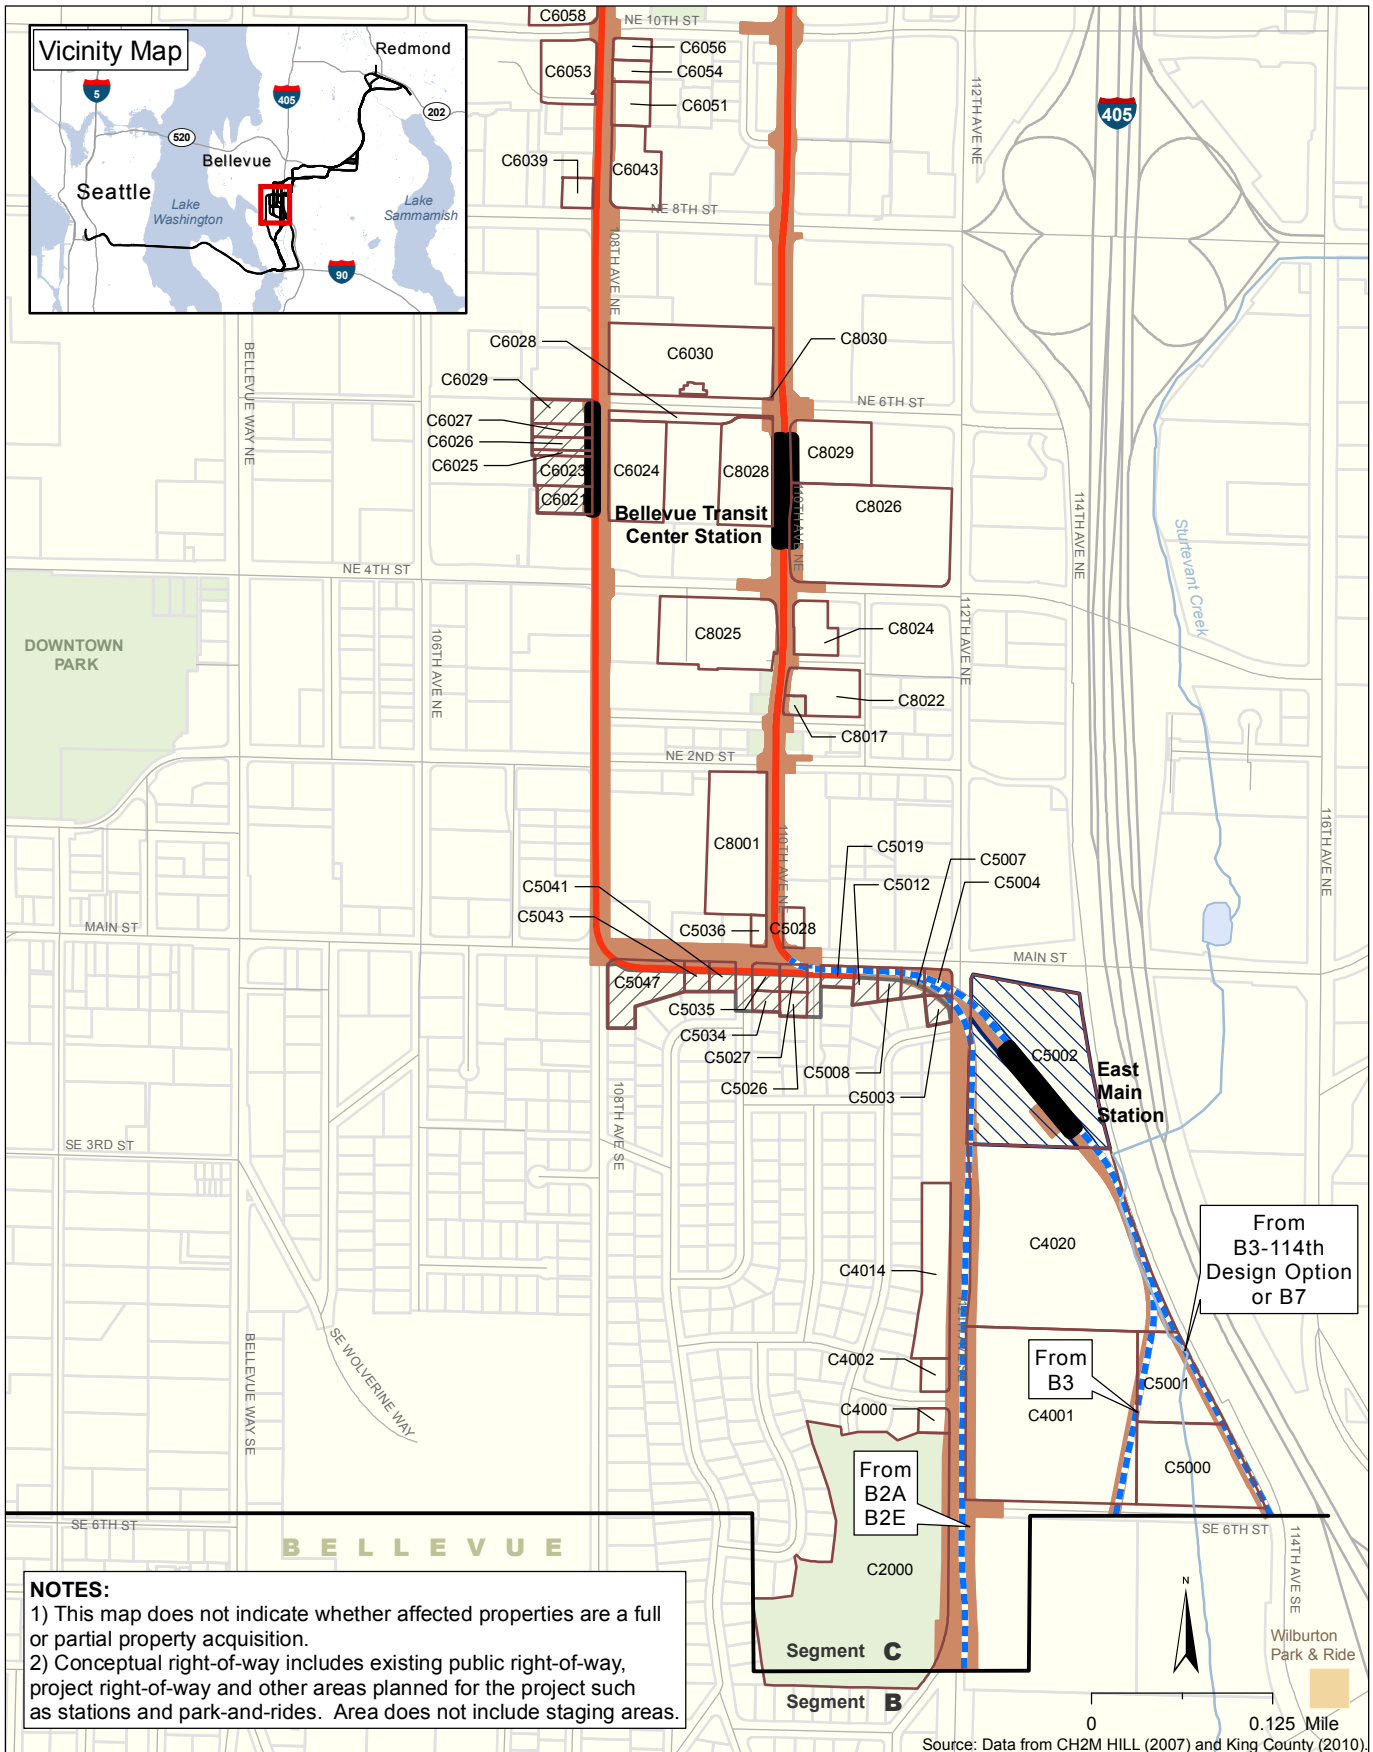 Vicinity Map
Redmond
5
405
202
520
Bellevue
Seattle
Lake
Washington
Lake
Sammamish
90
C6058
NE 10TH ST
C6056
C6053
C6054
C6051
112TH AVE NE
405
C6039
C6043
NE 8TH ST
108TH AVE NE
C6028
C6030
C8030
BELLEVUE WAY NE
C6029
NE 6TH ST
C6027
C6026
C6025
C6023
C6024
C8028
C8029
C6021
110TH AVE NE
C8026
114TH AVE NE
Bellevue Transit
Center Station
Sturtevant Creek
NE 4TH ST
DOWNTOWN
PARK
106TH AVE NE
C8025
C8024
112TH AVE NE
C8022
C8017
NE 2ND ST
116TH AVE NE
C8001
110TH AVE NE
C5019
C5007
C5041
C5012
C5004
C5043
MAIN ST
C5036
C5028
MAIN ST
C5047
C5035
C5034
C5027
C5008
C5026
C5003
C5002
East
Main
Station
108TH AVE SE
SE 3RD ST
C4020
From
B3-114th
Design Option
or B7
C4014
BELLEVUE WAY SE
SE WOLVERINE WAY
C4002
From
B3
C5001
C4000
C4001
C5000
From
B2A
B2E
SE 6TH ST
SE 6TH ST
BELLEVUE
114TH AVE SE
C2000
NOTES:
1) This map does not indicate whether affected properties are a full
or partial property acquisition.
2) Conceptual right-of-way includes existing public right-of-way,
project right-of-way and other areas planned for the project such
as stations and park-and-rides. Area does not include staging areas.
Segment C
Segment B
N
Wilburton
Park & Ride
0 0.125 Mile
Source: Data from CH2M HILL (2007) and King County (2010).